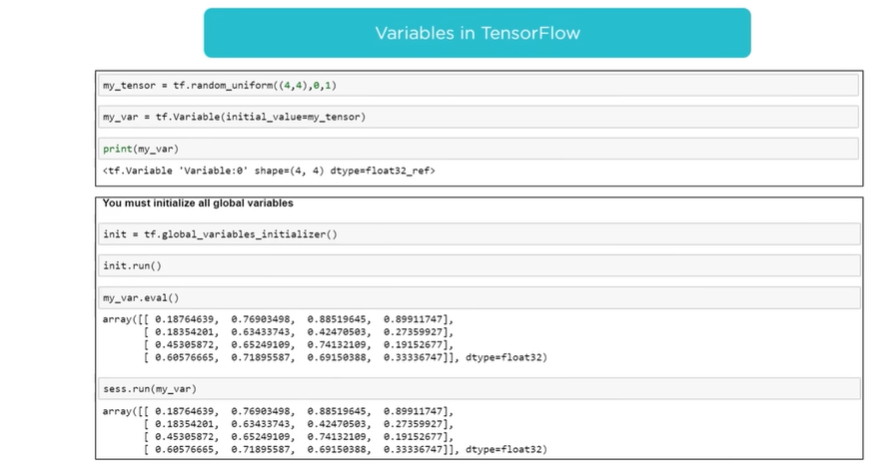 Variables in TensorFlow
my_tensor = tf.random_uniform((4,4),0,1)
my_var = tf.Variable(initial_value=my_tensor)
print(my_var)
<tf.Variable 'Variable:0' shape=(4, 4) dtype=float32_ref>
You must initialize all global variables
init = tf.global_variables_initializer()
init.run()
my_var.eval()
array([[ 0.18764639, 0.76903498, 0.88519645, 0.89911747],
[ 0.18354201, 0.63433743, 0.42470503, 0.27359927],
[ 0.45305872, 0.65249109, 0.74132109, 0.19152677],
[ 0.60576665, 0.71895587, 0.69150388, 0.33336747]], dtype=float32)
sess.run(my_var)
array([[ 0.18764639, 0.76903498, 0.88519645, 0.89911747],
[ 0.18354201, 0.63433743, 0.42470503, 0.27359927],
[ 0.45305872, 0.65249109, 0.74132109, 0.19152677],
[ 0.60576665, 0.71895587, 0.69150388, 0.33336747]], dtype=float32)